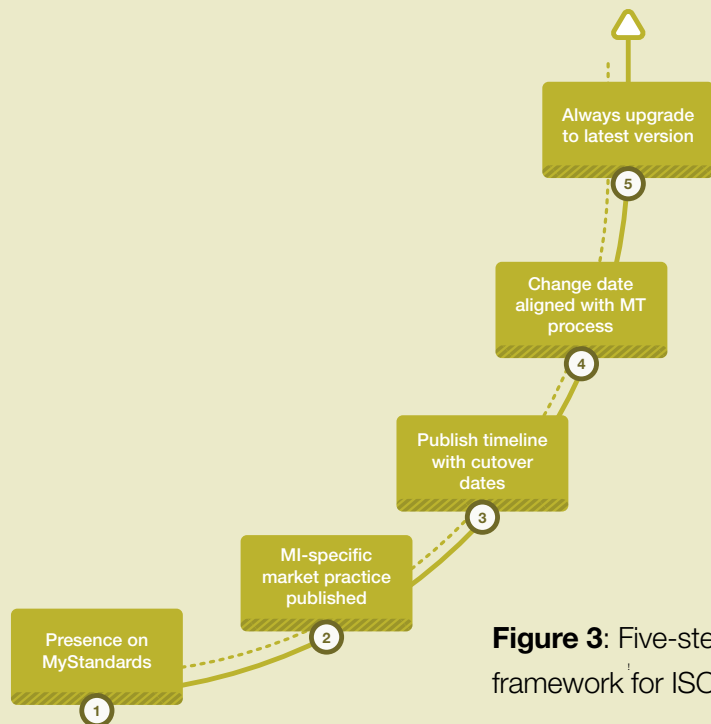 Always upgrade
to latest version
5
Change date
aligned with MT
process
4
Publish timeline
with cutover
dates
3
MI-specific
market practice
published
2
Presence on
MyStandards
1
Figure 3: Five-ste
framework for ISO